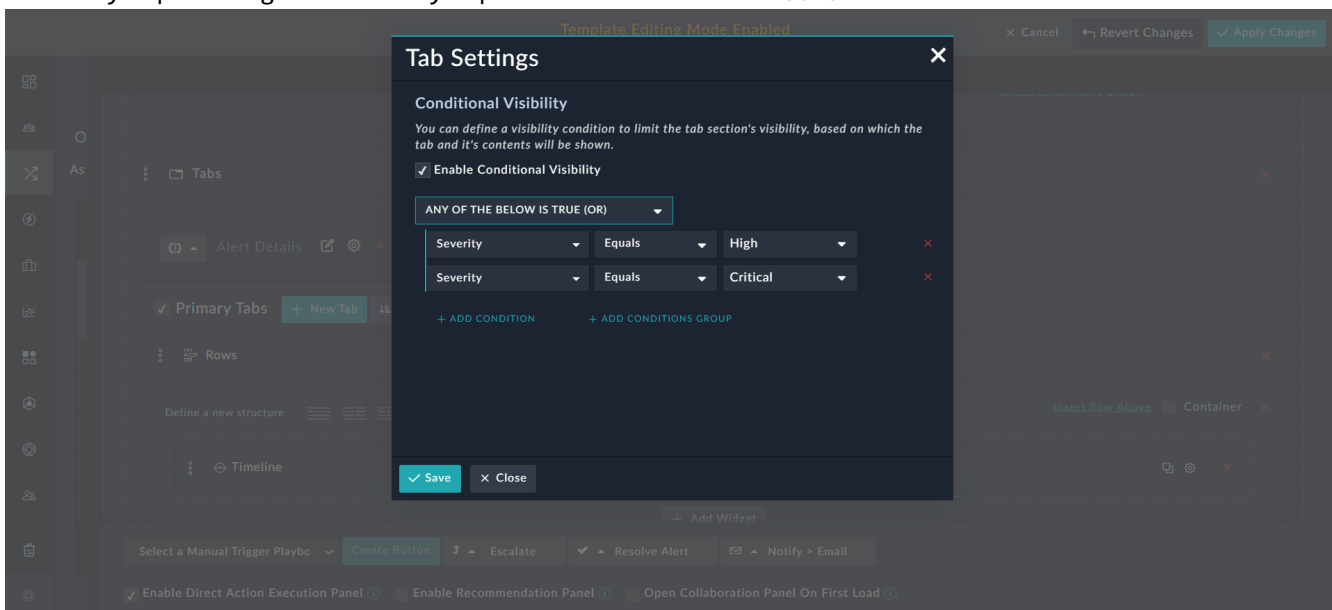 Template Editing Mode Enabled
× Cancel
Revert Changes
Apply Changes
Tab Settings
Conditional Visibility
You can define a visibility condition to limit the tab section's visibility, based on which the
tab and it's contents will be shown.
Enable Conditional Visibility
ANY OF THE BELOW IS TRUE (OR)
Severity Equals High
Severity Equals Critical
+ ADD CONDITION + ADD CONDITIONS GROUP
Save × Close
As
Tabs
Alert Details
Primary Tabs + New Tab
Rows
Define a new structure
Insert Row Above Container
Timeline
+ Add Widget
Select a Manual Trigger Playbo Create Button Escalate Resolve Alert Notify > Email
Enable Direct Action Execution Panel Enable Recommendation Panel Open Collaboration Panel On First Load